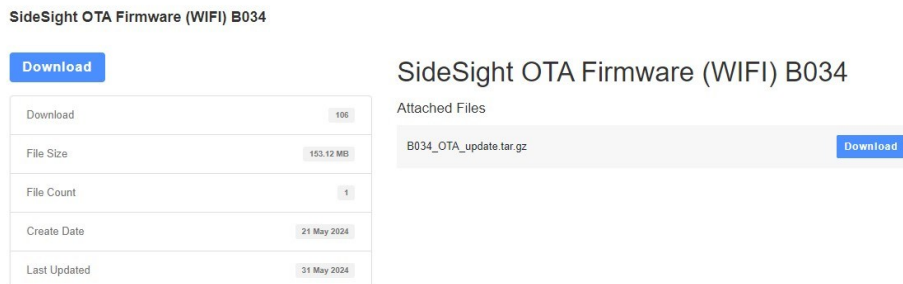 SideSight OTA Firmware (WIFI) B034
Download
Download 106
File Size 153.12 MB
File Count 1
Create Date 21 May 2024
Last Updated 31 May 2024
SideSight OTA Firmware (WIFI) B034
Attached Files
B034_OTA_update.tar.gz Download